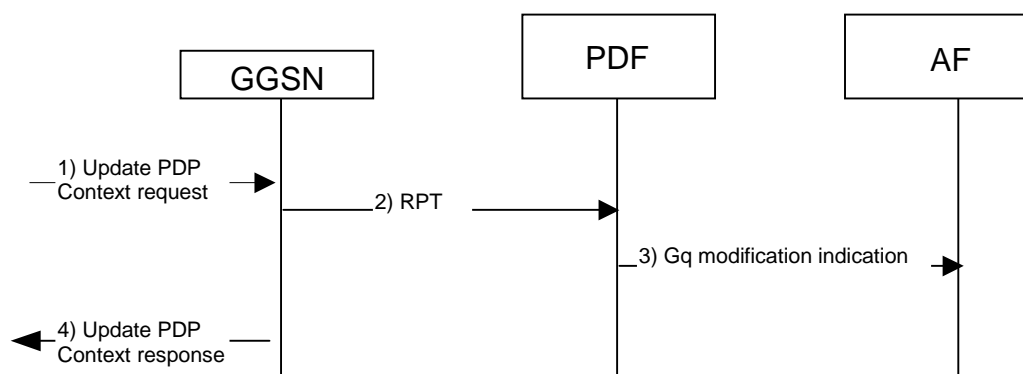 GGSN
PDF
AF
1) Update PDP
Context request
2) RPT
3) Gq modification indication
4) Update PDP
Context response